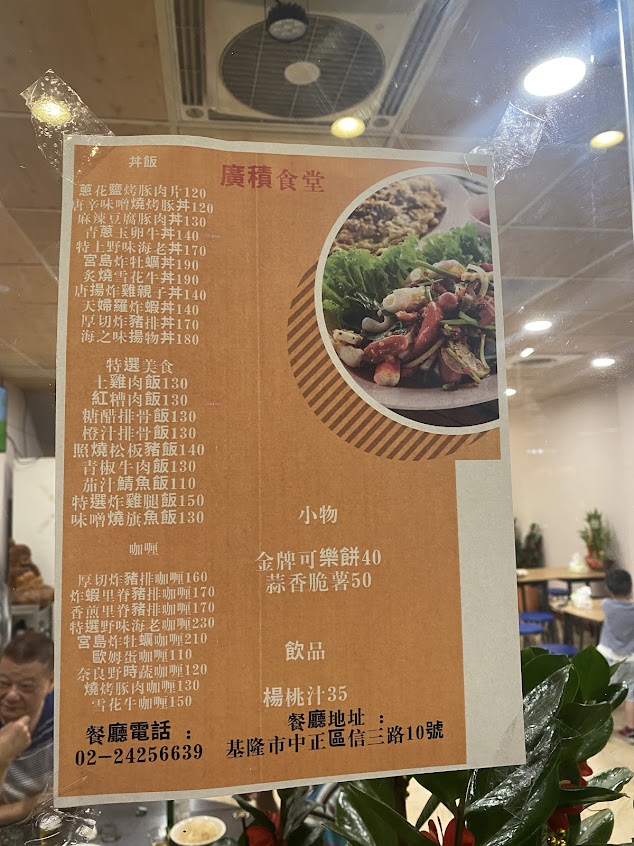 廣積食堂
丼飯
蔥花鹽烤豚肉片120
唐辛味噌燒烤豚丼120
麻辣豆腐豚肉丼130
青蔥玉卵牛丼140
特上野味海老丼170
宮島炸牡蠣丼190
炙燒雪花牛丼190
唐揚炸雞親子丼140
天婦羅炸蝦丼140
厚切炸豬排丼170
海之味揚物丼180
特選美食
土雞肉飯130
紅糟肉飯130
糖醋排骨飯130
橙汁排骨飯130
照燒松板豬飯140
青椒牛肉飯130
茄汁鯖魚飯110
特選炸雞腿飯150
味噌燒旗魚飯130
咖喱
厚切炸豬排咖喱160
炸蝦里脊豬排咖喱170
香煎里脊豬排咖喱170
特選野味海老咖喱230
宮島炸牡蠣咖喱210
歐姆蛋咖喱110
奈良野時蔬咖喱120
燒烤豚肉咖喱130
雪花牛咖喱150
小物
金牌可樂餅40
蒜香脆薯50
飲品
楊桃汁35
餐廳電話：
02-24256639
餐廳地址：
基隆市中正區信三路10號